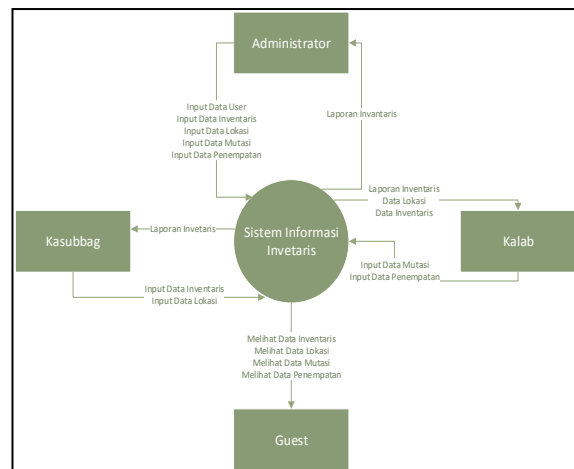 Administrator
Input Data User
Input Data Inventaris
Input Data Lokasi
Input Data Mutasi
Input Data Penempatan
Laporan Invantaris
Laporan Inventaris
Data Lokasi
Data Inventaris
Kasubbag
Laporan Invetaris
Sistem Informasi
Invetaris
Kalab
Input Data Mutasi
Input Data Penempatan
Input Data Inventaris
Input Data Lokasi
Melihat Data Inventaris
Melihat Data Lokasi
Melihat Data Mutasi
Melihat Data Penempatan
Guest